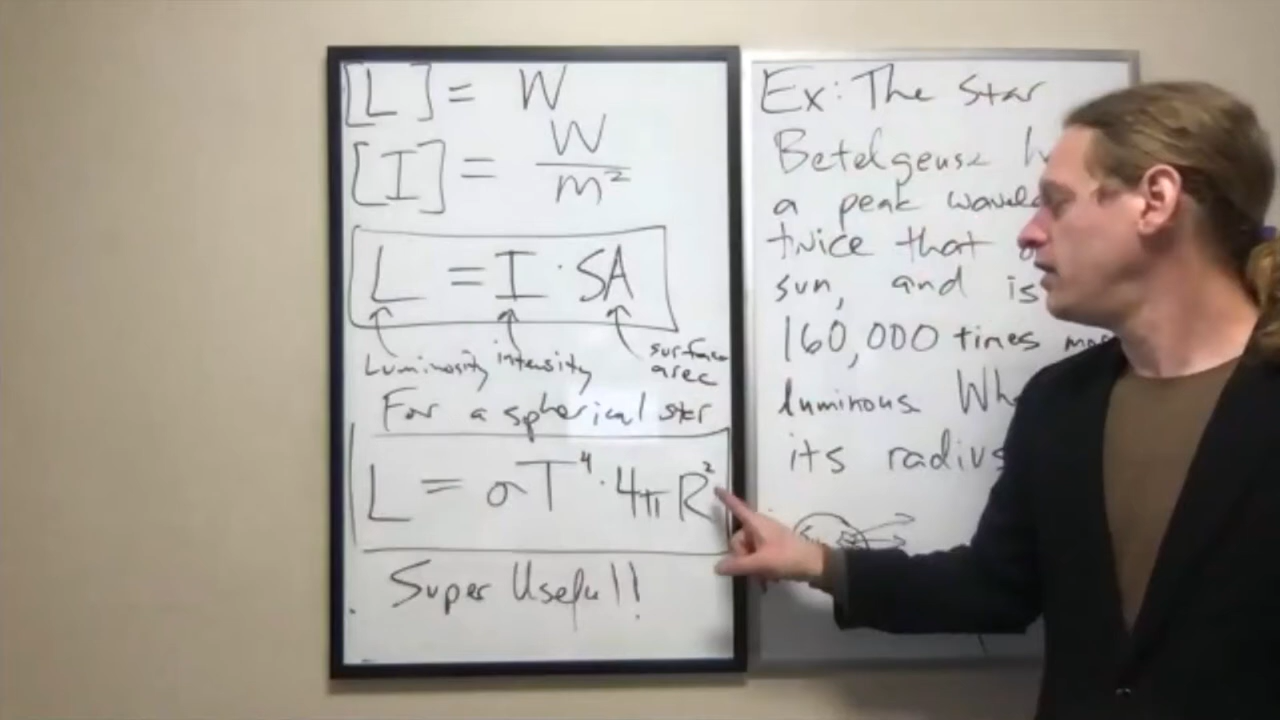 [L] = W
[I] = W/m²
L = I · SA
Luminosity intensity surface area
For a spherical star
L = σT⁴ · 4πR²
Super Useful!!
Ex: The star
Betelgeuse
a peak
twice that
sun, and is
160,000 times
luminous
its radius